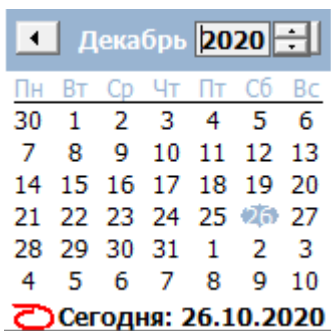 Декабрь 2020
Пн Вт Ср Чт Пт Сб Вс
30 1 2 3 4 5 6
7 8 9 10 11 12 13
14 15 16 17 18 19 20
21 22 23 24 25 26 27
28 29 30 31 1 2 3
4 5 6 7 8 9 10
Сегодня: 26.10.2020